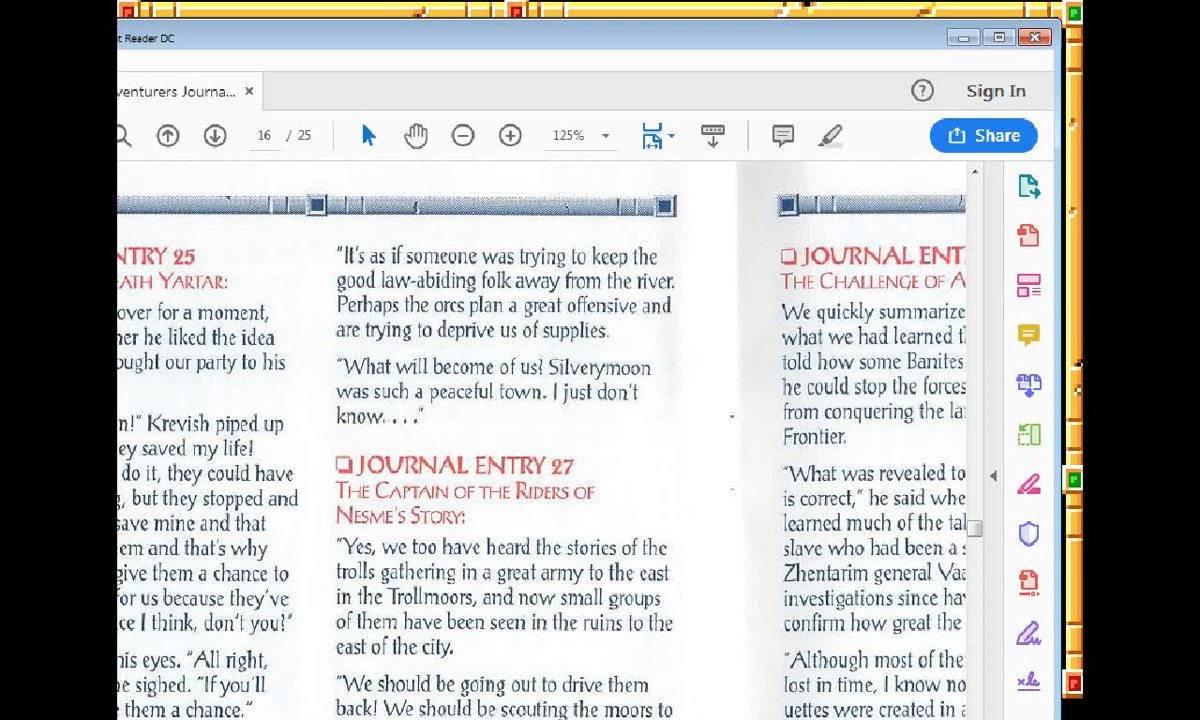 t Reader DC
venturers Journa...
Sign In
16 / 25
125%
Share
NTRY 25
EATH YARTAR:
over for a moment,
her he liked the idea
ought our party to his
n!” Krevish piped up
ey saved my life!
do it, they could have
g, but they stopped and
save mine and that
em and that’s why
give them a chance to
for us because they’ve
ce I think, don’t you?”
his eyes. “All right,
he sighed. “If you’ll
e them a chance.”
“It’s as if someone was trying to keep the
good law-abiding folk away from the river.
Perhaps the orcs plan a great offensive and
are trying to deprive us of supplies.
“What will become of us? Silverymoon
was such a peaceful town. I just don’t
know. . . .”
❑ JOURNAL ENTRY 27
THE CAPTAIN OF THE RIDERS OF
NESME’S STORY:
“Yes, we too have heard the stories of the
trolls gathering in a great army to the east
in the Trollmoors, and now small groups
of them have been seen in the ruins to the
east of the city.
“We should be going out to drive them
back! We should be scouting the moors to
❑ JOURNAL ENT
THE CHALLENGE OF A
We quickly summarize
what we had learned t
told how some Banites
he could stop the forces
from conquering the la
Frontier.
“What was revealed to
is correct,” he said whe
learned much of the tal
slave who had been a s
Zhentarim general Vaa
investigations since ha
confirm how great the
“Although most of the
lost in time, I know no
uettes were created in a